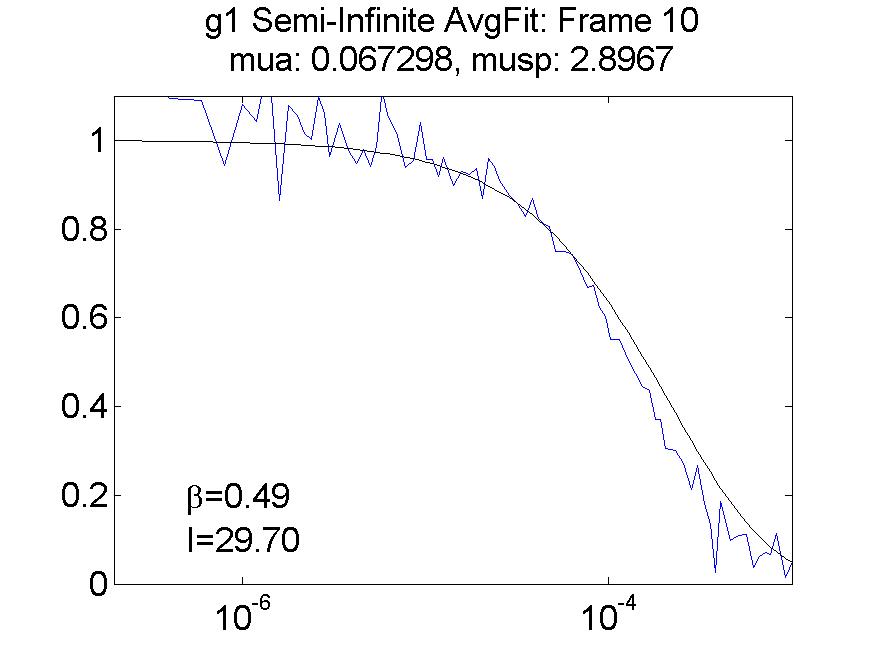 g1 Semi-Infinite AvgFit: Frame 10
mua: 0.067298, musp: 2.8967
1
0.8
0.6
0.4
0.2
0
β=0.49
I=29.70
10^-6
10^-4